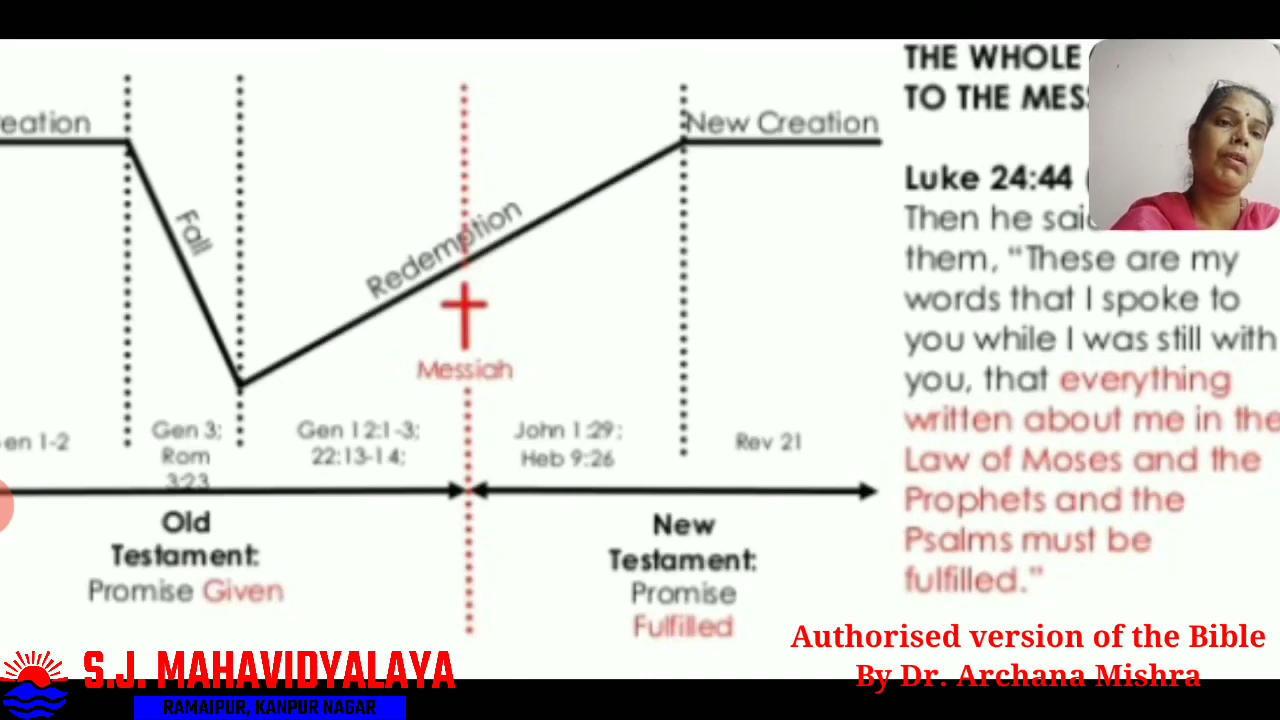 eation
New Creation
Fall
Redemption
Messiah
en 1-2
Gen 3;
Rom
3:23
Gen 12:1-3;
22:13-14;
John 1:29;
Heb 9:26
Rev 21
Old
Testament:
Promise Given
New
Testament:
Promise
Fulfilled
THE WHOLE
TO THE MES
Luke 24:44
Then he said
them, “These are my
words that I spoke to
you while I was still with
you, that everything
written about me in the
Law of Moses and the
Prophets and the
Psalms must be
fulfilled.”
Authorised version of the Bible
By Dr. Archana Mishra
S.J. MAHAVIDYALAYA
RAMAIPUR, KANPUR NAGAR